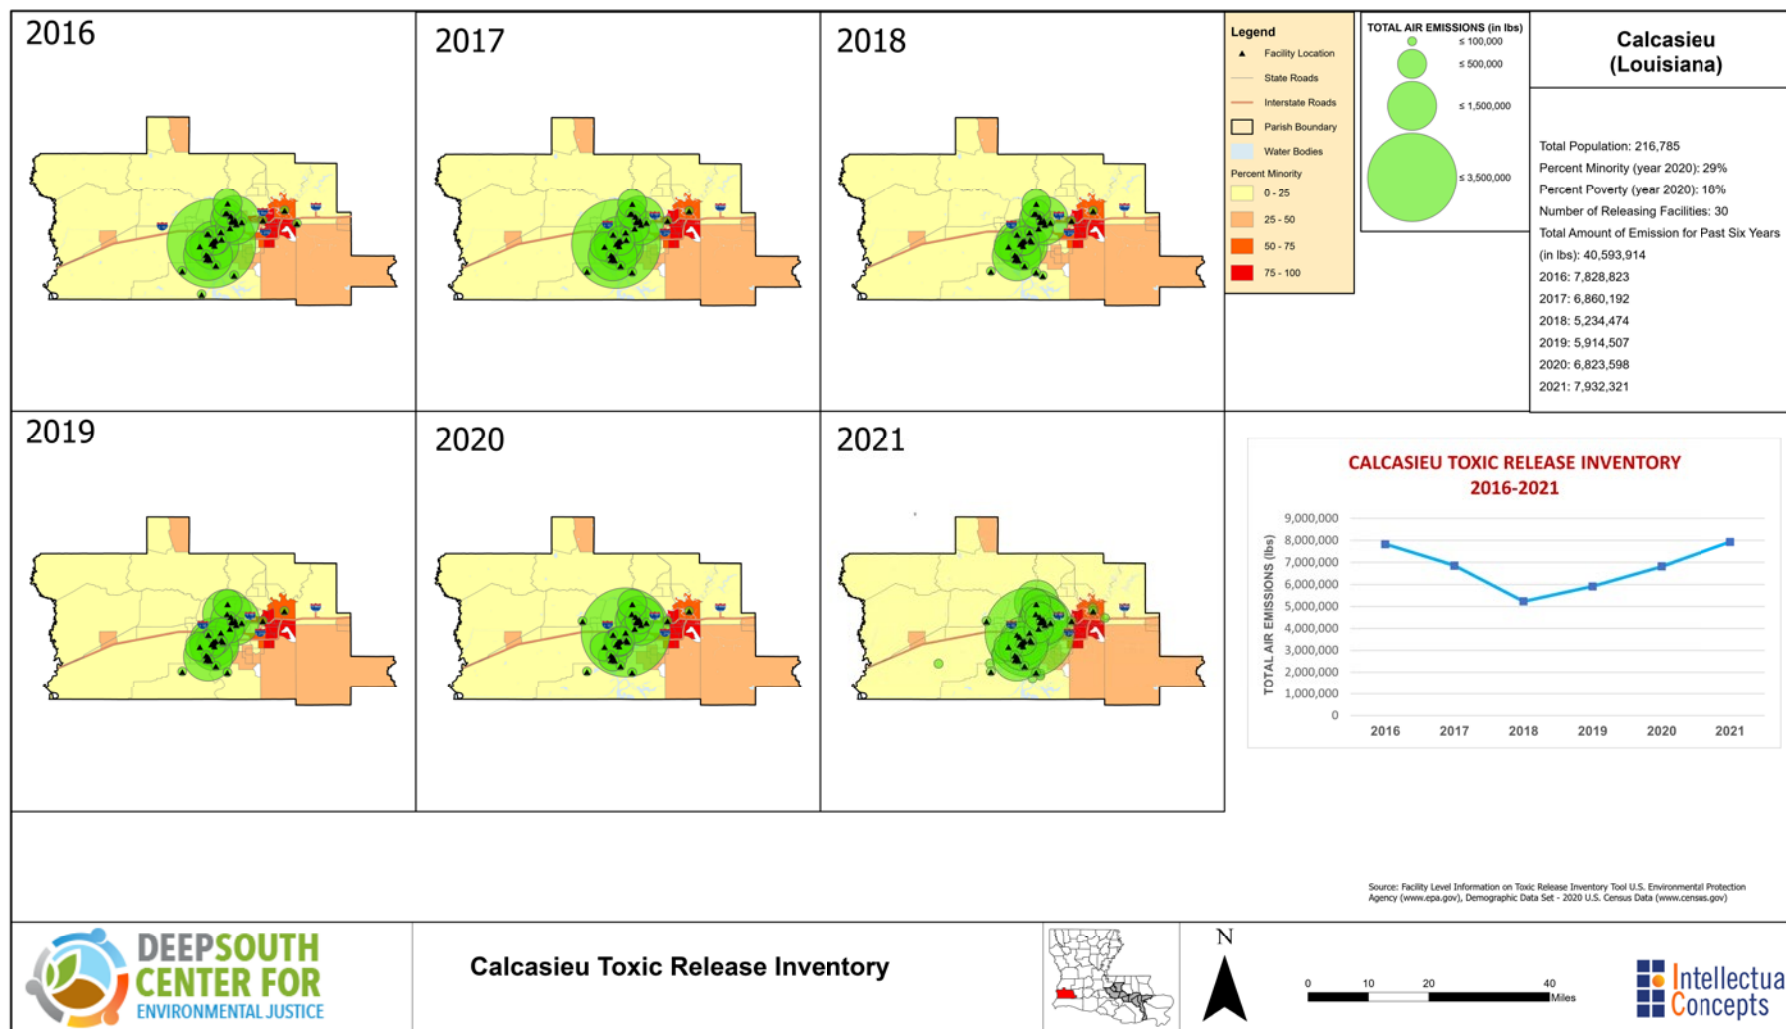 2016
2017
2018
Legend
Facility Location
State Roads
Interstate Roads
Parish Boundary
Water Bodies
Percent Minority
0 - 25
25 - 50
50 - 75
75 - 100
TOTAL AIR EMISSIONS (in lbs)
≤ 100,000
≤ 500,000
≤ 1,500,000
≤ 3,500,000
Calcasieu
(Louisiana)
Total Population: 216,785
Percent Minority (year 2020): 29%
Percent Poverty (year 2020): 18%
Number of Releasing Facilities: 30
Total Amount of Emission for Past Six Years
(in lbs): 40,593,914
2016: 7,828,823
2017: 6,860,192
2018: 5,234,474
2019: 5,914,507
2020: 6,823,598
2021: 7,932,321
2019
2020
2021
CALCASIEU TOXIC RELEASE INVENTORY
2016-2021
TOTAL AIR EMISSIONS (lbs)
9,000,000
8,000,000
7,000,000
6,000,000
5,000,000
4,000,000
3,000,000
2,000,000
1,000,000
0
2016 2017 2018 2019 2020 2021
Source: Facility Level Information on Toxic Release Inventory Tool U.S. Environmental Protection
Agency (www.epa.gov), Demographic Data Set - 2020 U.S. Census Data (www.census.gov)
DEEPSOUTH
CENTER FOR
ENVIRONMENTAL JUSTICE
Calcasieu Toxic Release Inventory
N
0 10 20 40
Miles
Intellectua
Concepts